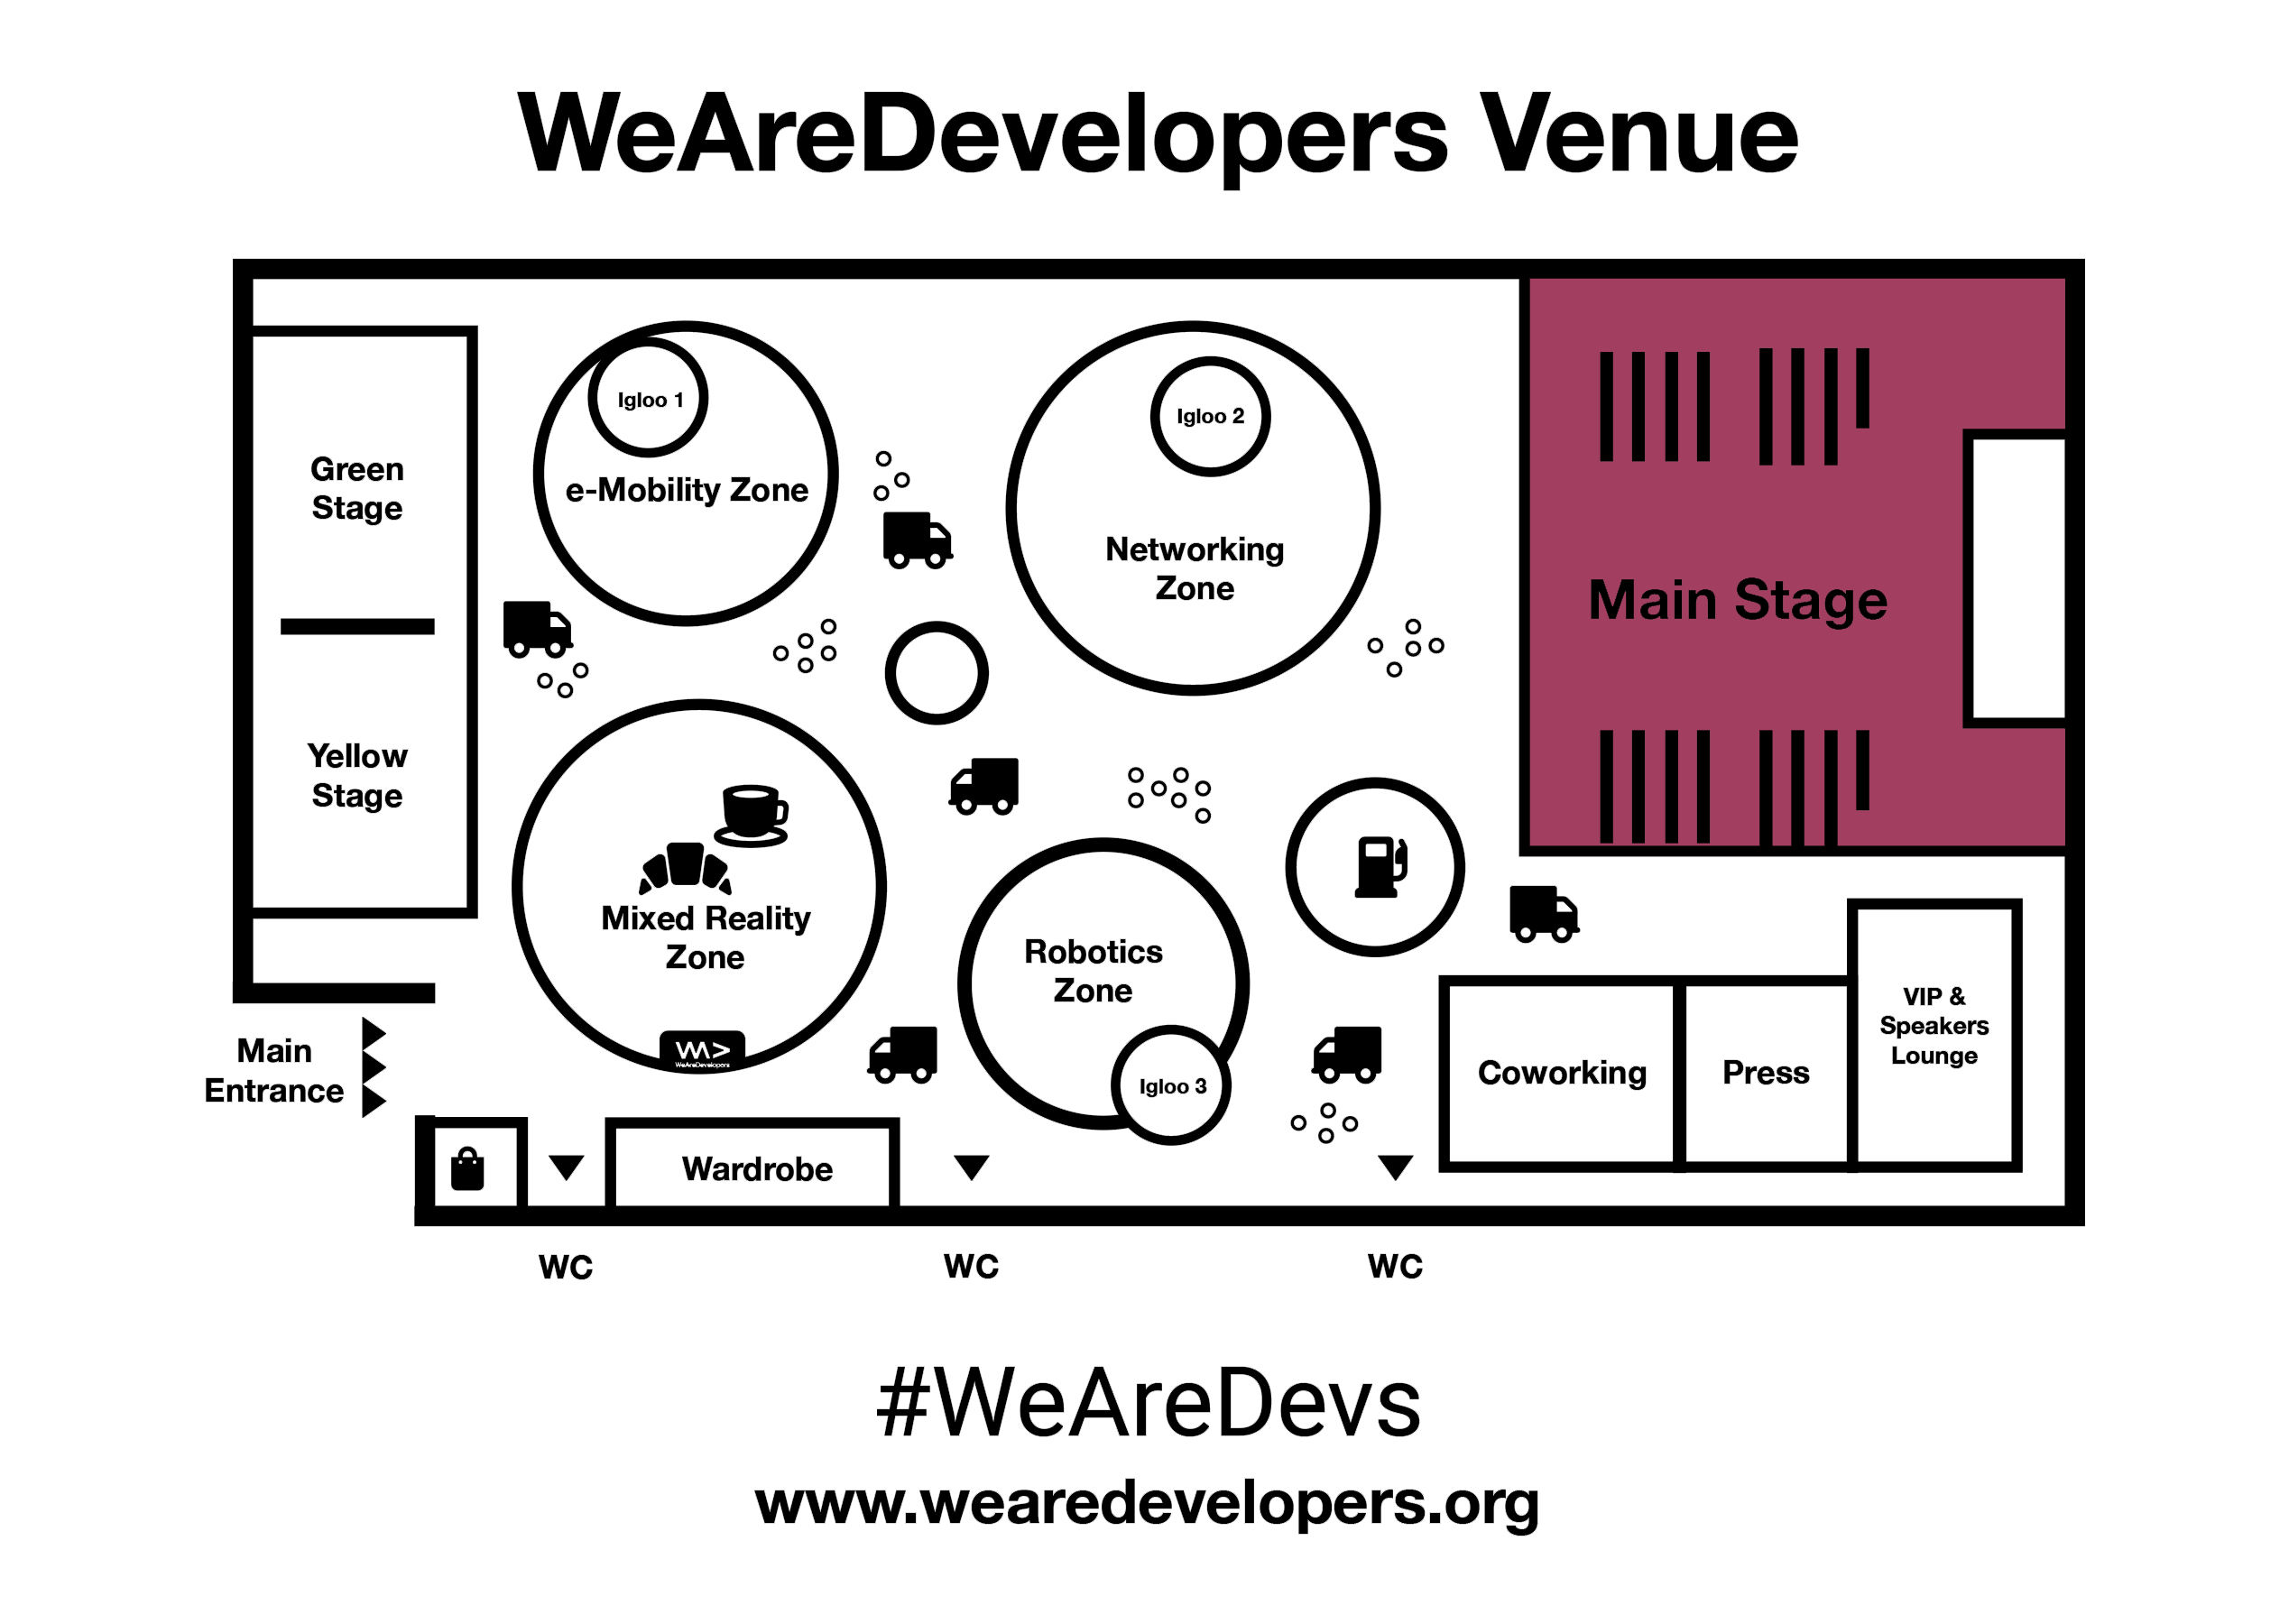 WeAreDevelopers Venue
Igloo 1
e-Mobility Zone
Igloo 2
Networking
Zone
Green
Stage
Yellow
Stage
Main Stage
Mixed Reality
Zone
WeAreDevelopers
Robotics
Zone
Igloo 3
Main
Entrance
Coworking
Press
VIP &
Speakers
Lounge
Wardrobe
WC
WC
WC
#WeAreDevs
www.wearedevelopers.org